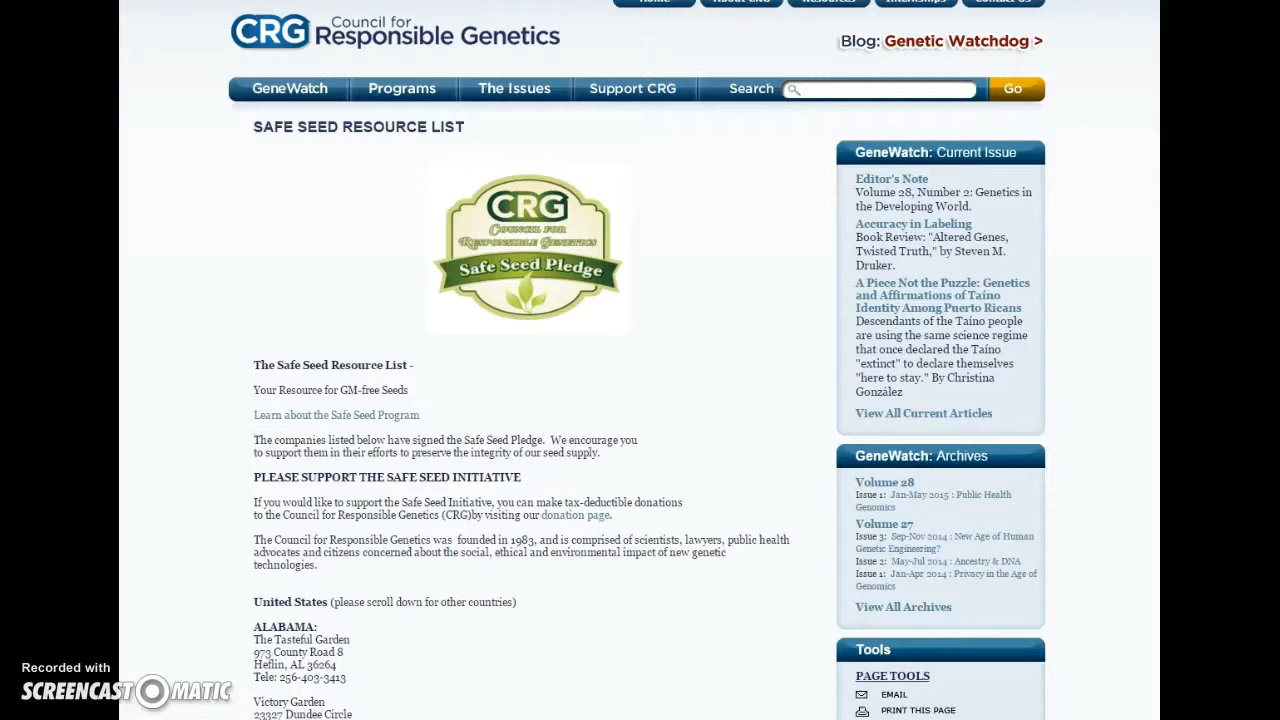 Home About CRG Resources Internships Contact Us
CRG Council for
Responsible Genetics
Blog: Genetic Watchdog >
GeneWatch Programs The Issues Support CRG Search Go
SAFE SEED RESOURCE LIST
CRG
COUNCIL FOR
RESPONSIBLE GENETICS
Safe Seed Pledge
The Safe Seed Resource List -
Your Resource for GM-free Seeds
Learn about the Safe Seed Program
The companies listed below have signed the Safe Seed Pledge. We encourage you
to support them in their efforts to preserve the integrity of our seed supply.
PLEASE SUPPORT THE SAFE SEED INITIATIVE
If you would like to support the Safe Seed Initiative, you can make tax-deductible donations
to the Council for Responsible Genetics (CRG)by visiting our donation page.
The Council for Responsible Genetics was founded in 1983, and is comprised of scientists, lawyers, public health
advocates and citizens concerned about the social, ethical and environmental impact of new genetic
technologies.
United States (please scroll down for other countries)
ALABAMA:
The Tasteful Garden
973 County Road 8
Heflin, AL 36264
Tele: 256-403-3413
Victory Garden
23327 Dundee Circle
GeneWatch: Current Issue
Editor's Note
Volume 28, Number 2: Genetics in
the Developing World.
Accuracy in Labeling
Book Review: "Altered Genes,
Twisted Truth," by Steven M.
Druker.
A Piece Not the Puzzle: Genetics
and Affirmations of Taíno
Identity Among Puerto Ricans
Descendants of the Taíno people
are using the same science regime
that once declared the Taíno
"extinct" to declare themselves
"here to stay." By Christina
González
View All Current Articles
GeneWatch: Archives
Volume 28
Issue 1: Jan-May 2015 : Public Health
Genomics
Volume 27
Issue 3: Sep-Nov 2014 : New Age of Human
Genetic Engineering?
Issue 2: May-Jul 2014 : Ancestry & DNA
Issue 1: Jan-Apr 2014 : Privacy in the Age of
Genomics
View All Archives
Tools
PAGE TOOLS
EMAIL
PRINT THIS PAGE
Recorded with
SCREENCAST O MATIC